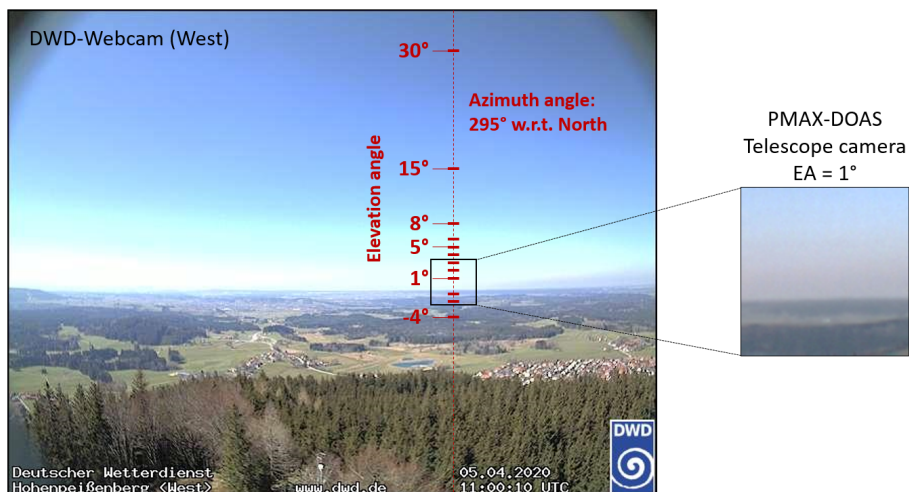 DWD-Webcam (West)
30°
Azimuth angle:
295° w.r.t. North
Elevation angle
15°
8°
5°
1°
-4°
PMAX-DOAS
Telescope camera
EA = 1°
DWD
Deutscher Wetterdienst
Hohenpeißenberg <West>
www.dwd.de
05.04.2020
11:00:10 UTC